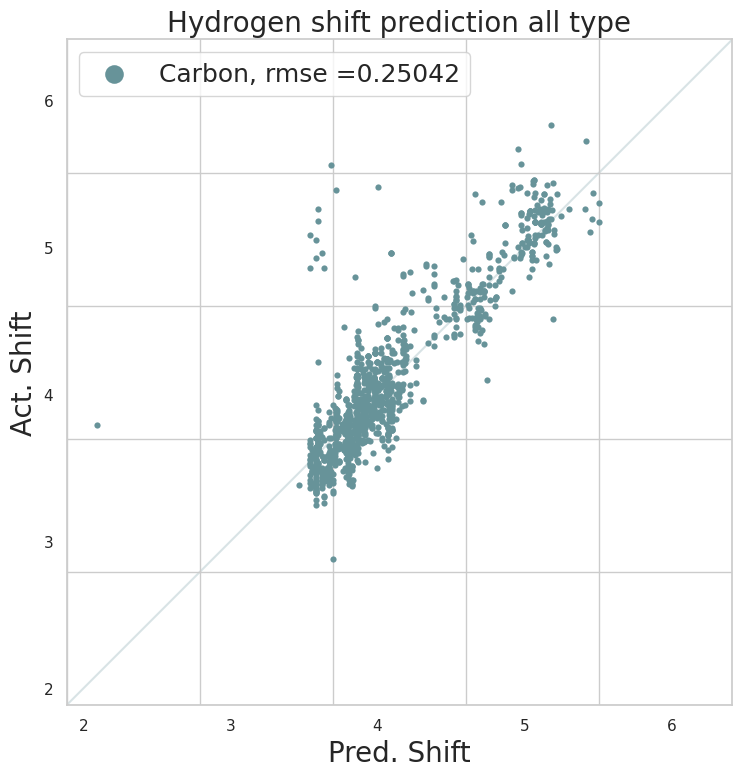 Hydrogen shift prediction all type
Carbon, rmse =0.25042
6
5
4
3
2
Act. Shift
2 3 4 5 6
Pred. Shift